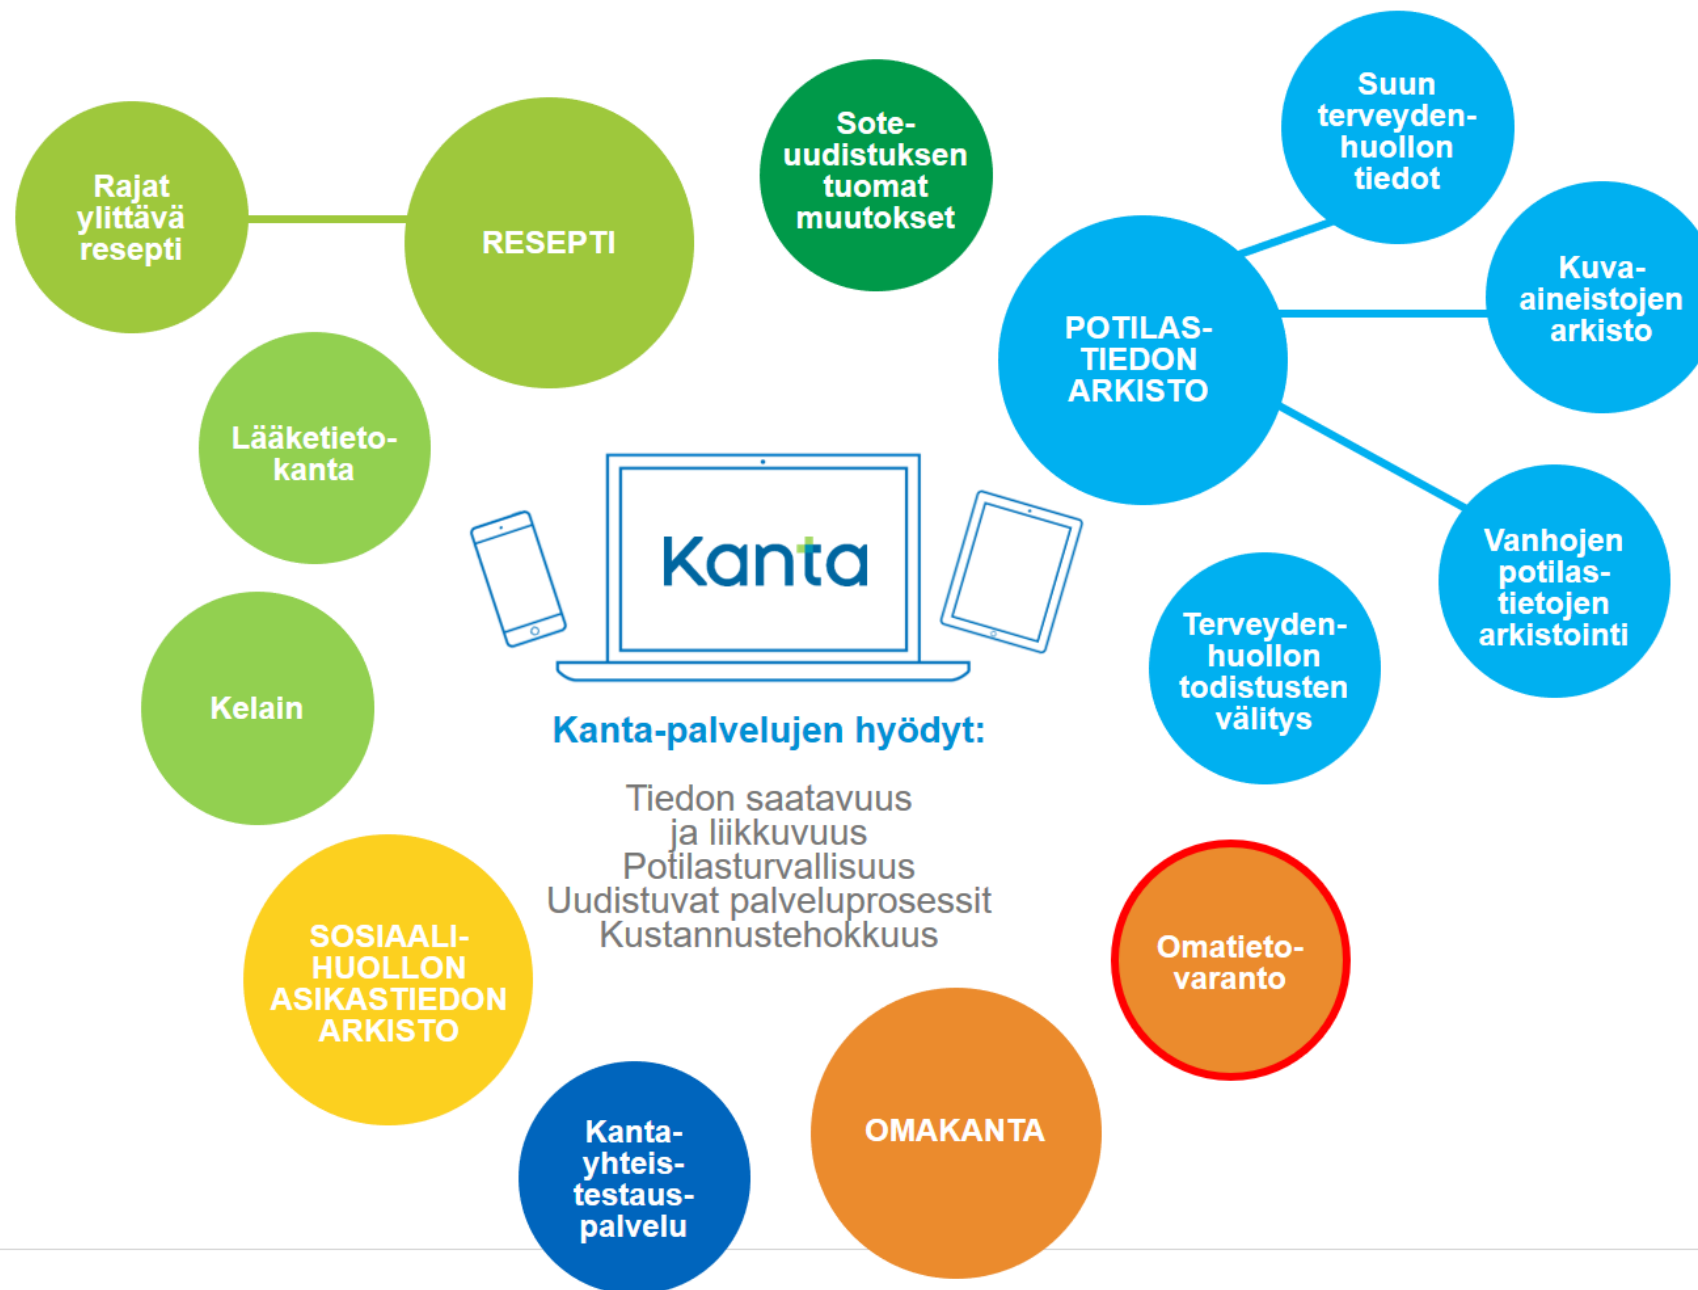 Rajat
ylittävä
resepti
RESEPTI
Sote-
uudistuksen
tuomat
muutokset
Suun
terveyden-
huollon
tiedot
Kuva-
aineistojen
arkisto
POTILAS-
TIEDON
ARKISTO
Lääketieto-
kanta
Kanta
Vanhojen
potilas-
tietojen
arkistointi
Terveyden-
huollon
todistusten
välitys
Kelain
Kanta-palvelujen hyödyt:
Tiedon saatavuus
ja liikkuvuus
Potilasturvallisuus
Uudistuvat palveluprosessit
Kustannustehokkuus
SOSIAALI-
HUOLLON
ASIKASTIEDON
ARKISTO
Omatieto-
varanto
OMAKANTA
Kanta-
yhteis-
testaus-
palvelu